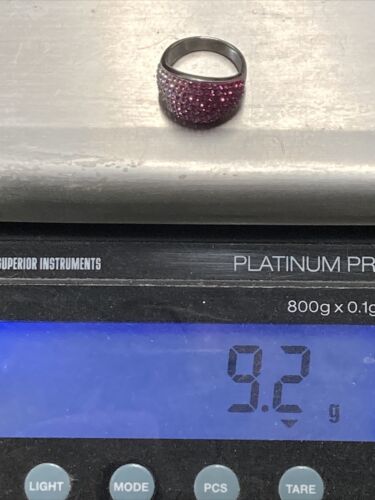 SUPERIOR INSTRUMENTS
PLATINUM PR
800g x 0.1g
9.2 g
LIGHT MODE PCS TARE